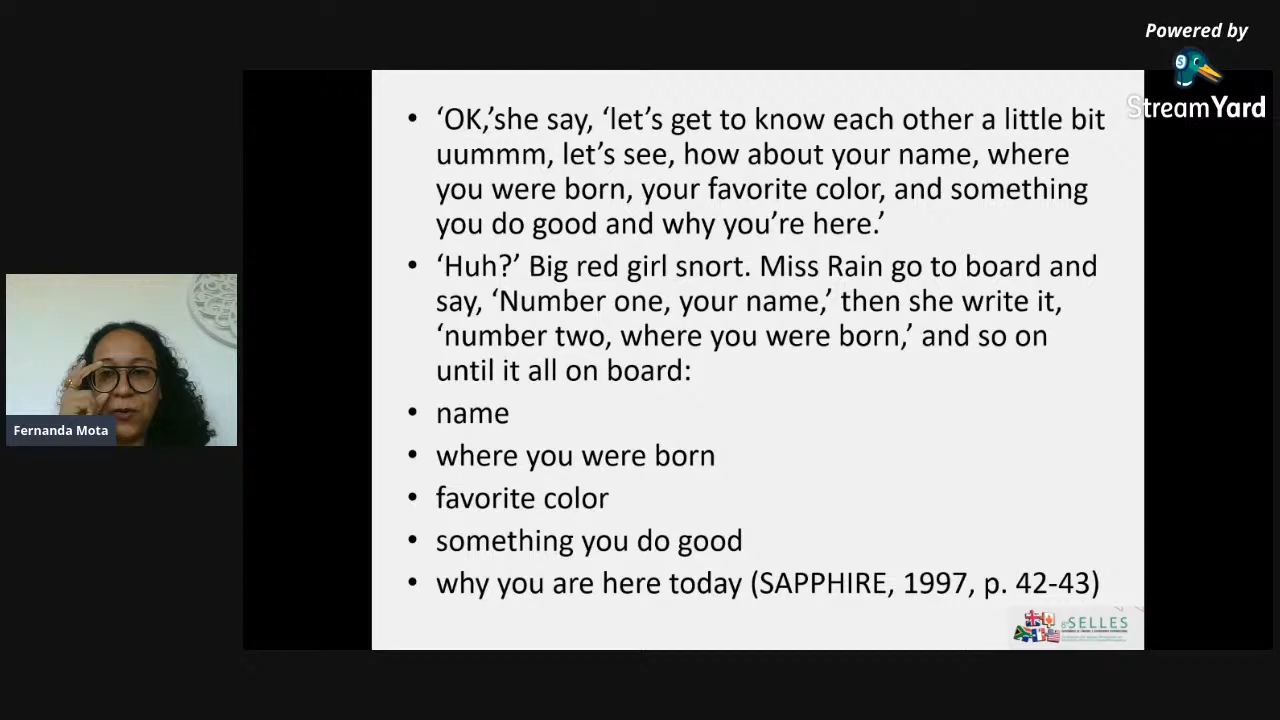 Powered by
StreamYard
• ‘OK,’she say, ‘let’s get to know each other a little bit
uummm, let’s see, how about your name, where
you were born, your favorite color, and something
you do good and why you’re here.’
• ‘Huh?’ Big red girl snort. Miss Rain go to board and
say, ‘Number one, your name,’ then she write it,
‘number two, where you were born,’ and so on
until it all on board:
• name
• where you were born
• favorite color
• something you do good
• why you are here today (SAPPHIRE, 1997, p. 42-43)
Fernanda Mota
SELLES